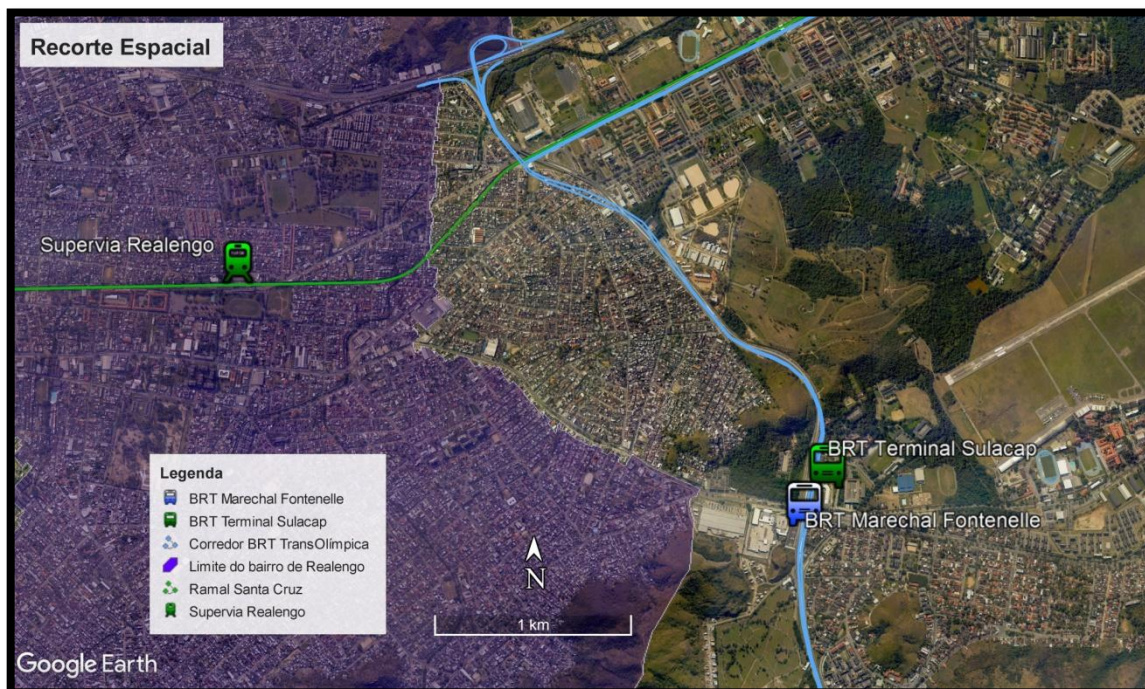 Recorte Espacial
Supervia Realengo
BRT Terminal Sulacap
BRT Marechal Fontenelle
Legenda
BRT Marechal Fontenelle
BRT Terminal Sulacap
Corredor BRT TransOlímpica
Limite do bairro de Realengo
Ramal Santa Cruz
Supervia Realengo
N
1 km
Google Earth